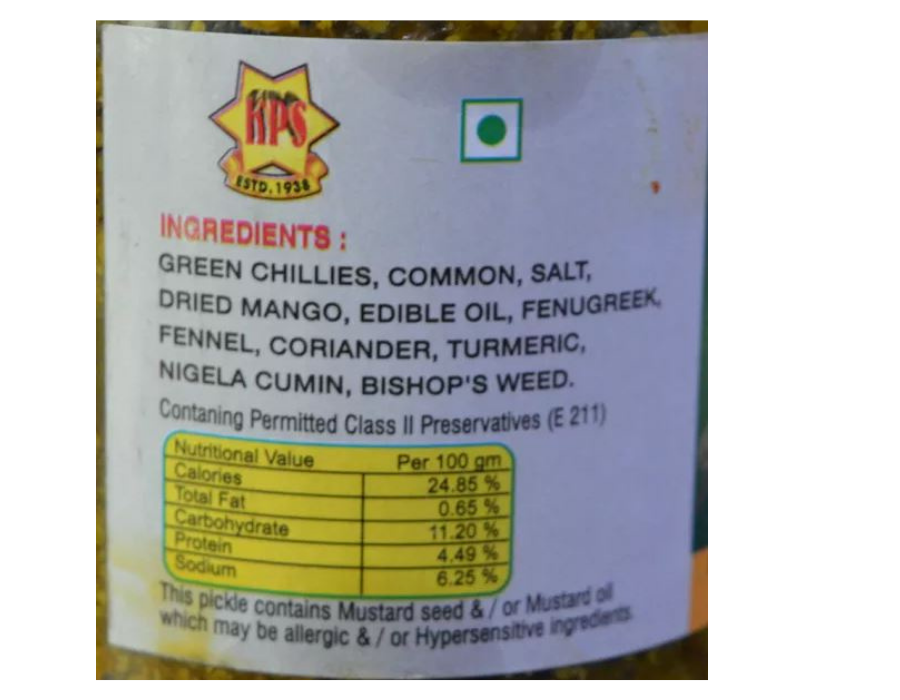 KPS
ESTD. 1938
INGREDIENTS :
GREEN CHILLIES, COMMON, SALT,
DRIED MANGO, EDIBLE OIL, FENUGREEK,
FENNEL, CORIANDER, TURMERIC,
NIGELA CUMIN, BISHOP'S WEED.
Contaning Permitted Class II Preservatives (E 211)
Nutritional Value Per 100 gm
Calories 24.85 %
Total Fat 0.65 %
Carbohydrate 11.20 %
Protein 4.49 %
Sodium 6.25 %
This pickle contains Mustard seed & / or Mustard oil
which may be allergic & / or Hypersensitive ingredients.